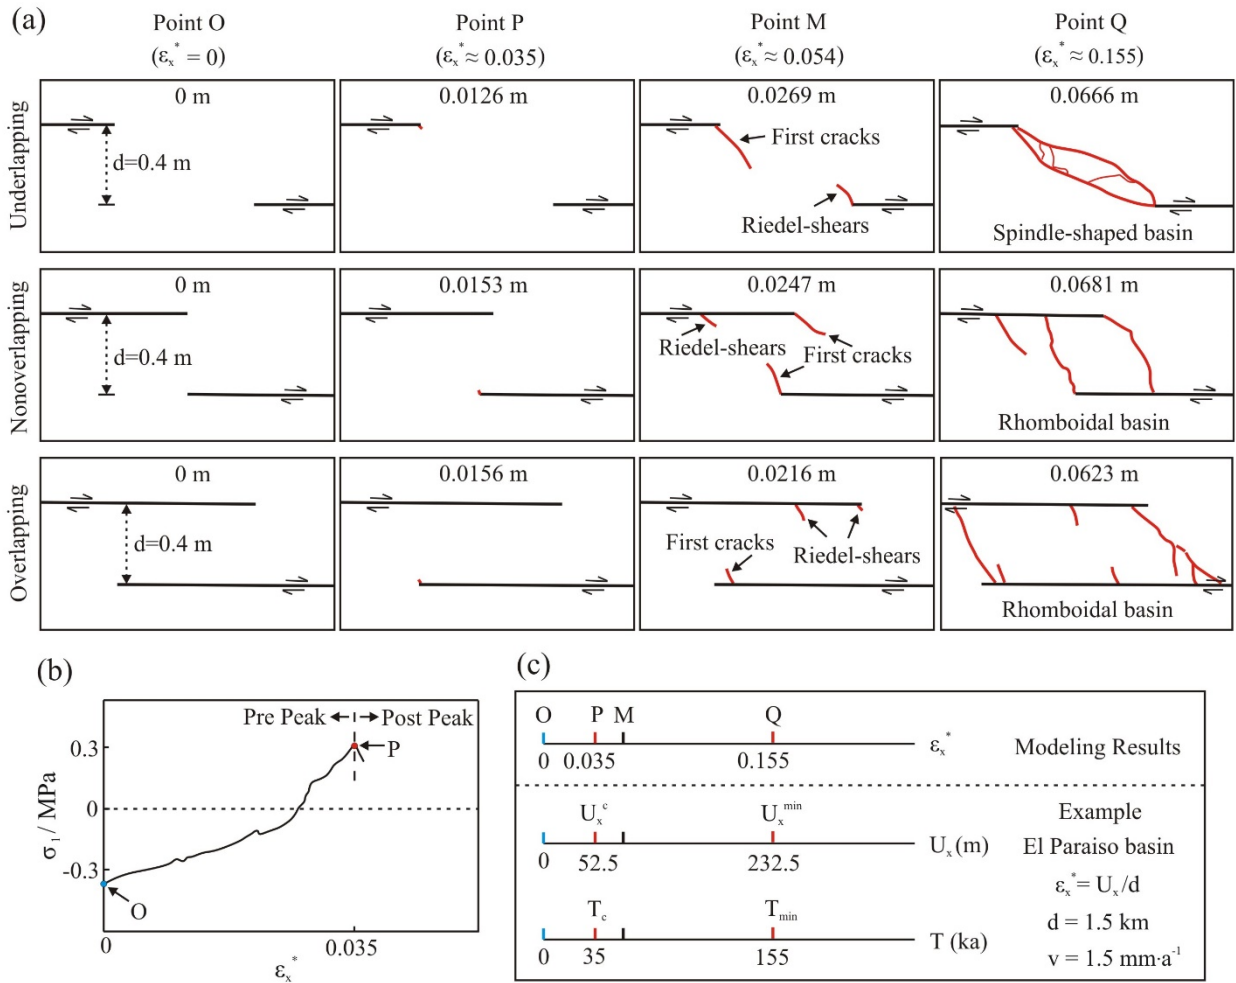 (a)
Point O
(εₓ* = 0)
Point P
(εₓ* ≈ 0.035)
Point M
(εₓ* ≈ 0.054)
Point Q
(εₓ* ≈ 0.155)
Underlapping
0 m
d=0.4 m
0.0126 m
0.0269 m
First cracks
Riedel-shears
0.0666 m
Spindle-shaped basin
Nonoverlapping
0 m
d=0.4 m
0.0153 m
0.0247 m
Riedel-shears
First cracks
0.0681 m
Rhomboidal basin
Overlapping
0 m
d=0.4 m
0.0156 m
0.0216 m
First cracks
Riedel-shears
0.0623 m
Rhomboidal basin
(b)
Pre Peak
Post Peak
P
0.3
0
-0.3
σ₁ / MPa
O
0
0.035
εₓ*
(c)
O P M Q
0 0.035 0.155
εₓ*
Modeling Results
Uₓᶜ Uₓᵐⁱⁿ
0 52.5 232.5
Uₓ (m)
T꜀ Tₘᵢₙ
0 35 155
T (ka)
Example
El Paraiso basin
εₓ* = Uₓ/d
d = 1.5 km
v = 1.5 mm·a⁻¹